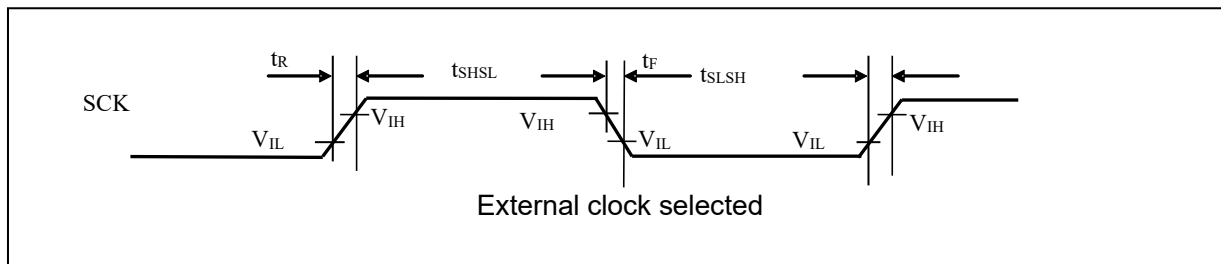 tR tSHSL tF tSLSH
SCK
VIH VIH VIH
VIL VIL VIL
External clock selected